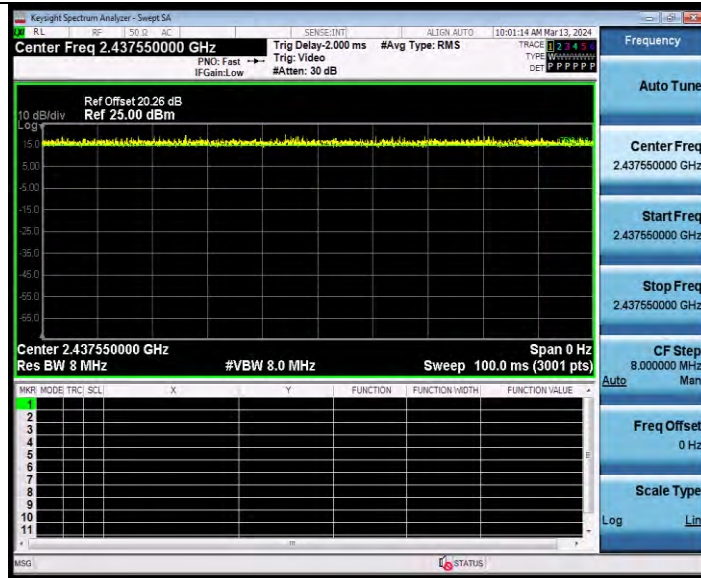 Keysight Spectrum Analyzer - Swept SA
RL RF 50 Ω AC SENSE:INT ALIGN AUTO 10:01:14 AM Mar 13, 2024
Center Freq 2.437550000 GHz
PNO: Fast
IFGain:Low
Trig Delay-2.000 ms
Trig: Video
#Atten: 30 dB
#Avg Type: RMS
TRACE 1 2 3 4 5 6
TYPE
DET P P P P P P
Ref Offset 20.26 dB
10 dB/div Ref 25.00 dBm
Log
15.0
5.00
-5.00
-15.0
-25.0
-35.0
-45.0
-55.0
-65.0
Center 2.437550000 GHz Span 0 Hz
Res BW 8 MHz #VBW 8.0 MHz Sweep 100.0 ms (3001 pts)
MKR MODE TRC SCL X Y FUNCTION FUNCTION WIDTH FUNCTION VALUE
1
2
3
4
5
6
7
8
9
10
11
MSG STATUS
Frequency
Auto Tune
Center Freq
2.437550000 GHz
Start Freq
2.437550000 GHz
Stop Freq
2.437550000 GHz
CF Step
8.000000 MHz
Auto Man
Freq Offset
0 Hz
Scale Type
Log Lin